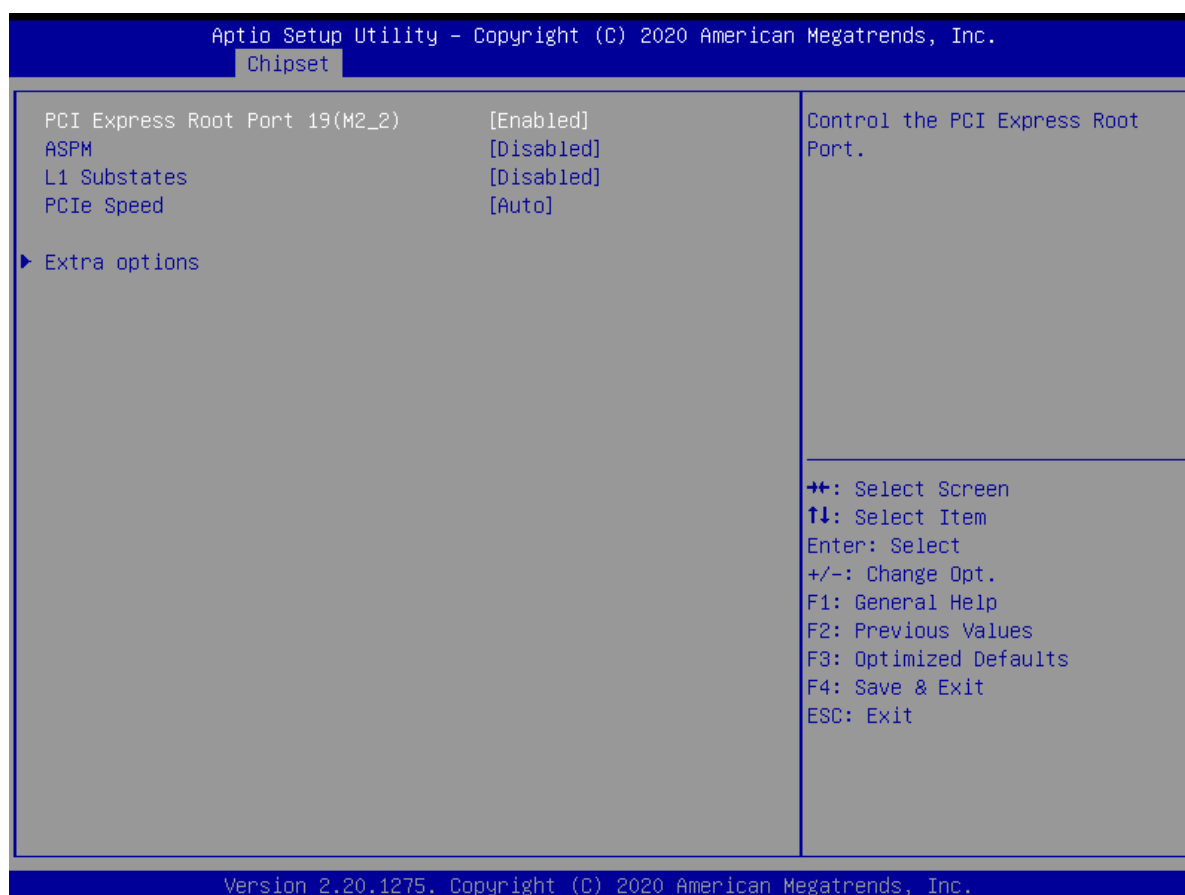 Aptio Setup Utility – Copyright (C) 2020 American Megatrends, Inc.
Chipset
PCI Express Root Port 19(M2_2) [Enabled]
ASPM [Disabled]
L1 Substates [Disabled]
PCIe Speed [Auto]
▶ Extra options
Control the PCI Express Root
Port.
→←: Select Screen
↑↓: Select Item
Enter: Select
+/-: Change Opt.
F1: General Help
F2: Previous Values
F3: Optimized Defaults
F4: Save & Exit
ESC: Exit
Version 2.20.1275. Copyright (C) 2020 American Megatrends, Inc.